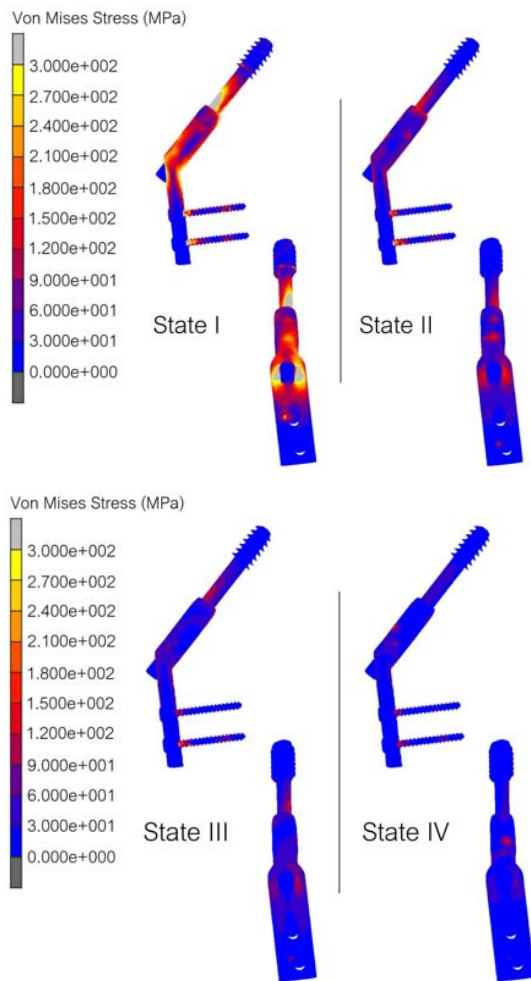 Von Mises Stress (MPa)
3.000e+002
2.700e+002
2.400e+002
2.100e+002
1.800e+002
1.500e+002
1.200e+002
9.000e+001
6.000e+001
3.000e+001
0.000e+000
State I
State II
Von Mises Stress (MPa)
3.000e+002
2.700e+002
2.400e+002
2.100e+002
1.800e+002
1.500e+002
1.200e+002
9.000e+001
6.000e+001
3.000e+001
0.000e+000
State III
State IV